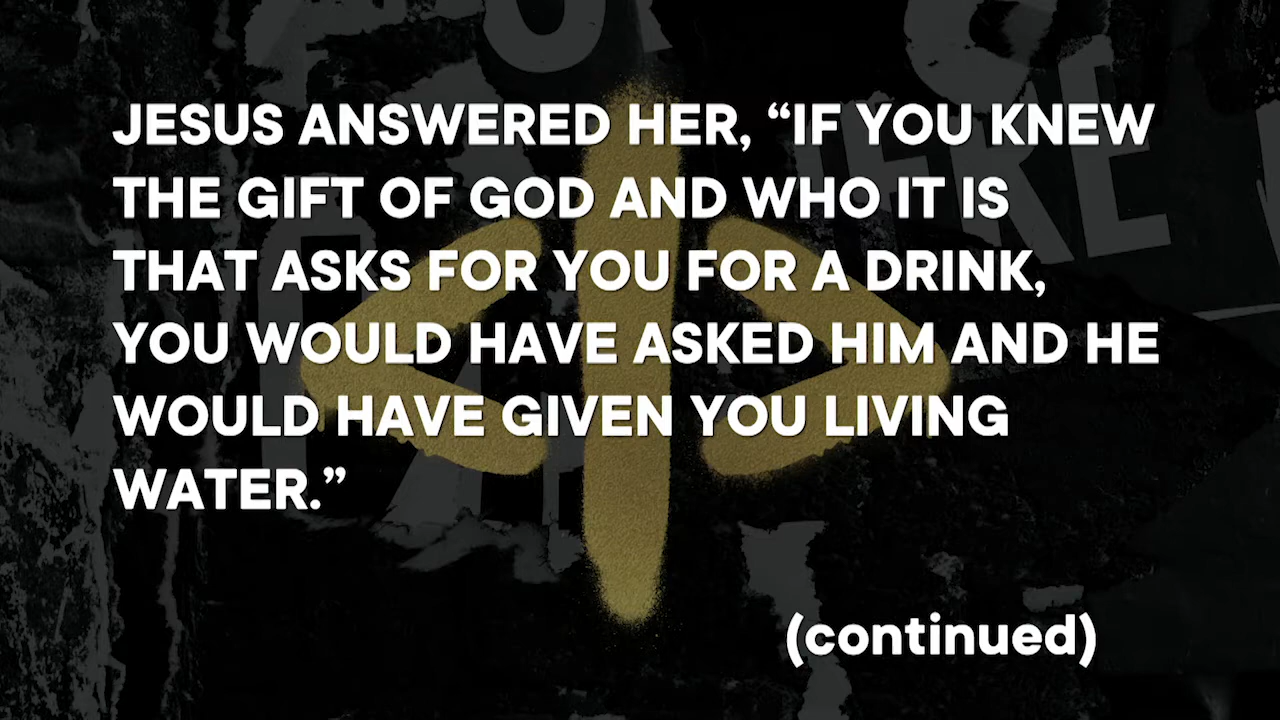 JESUS ANSWERED HER, “IF YOU KNEW
THE GIFT OF GOD AND WHO IT IS
THAT ASKS FOR YOU FOR A DRINK,
YOU WOULD HAVE ASKED HIM AND HE
WOULD HAVE GIVEN YOU LIVING
WATER.”
(continued)